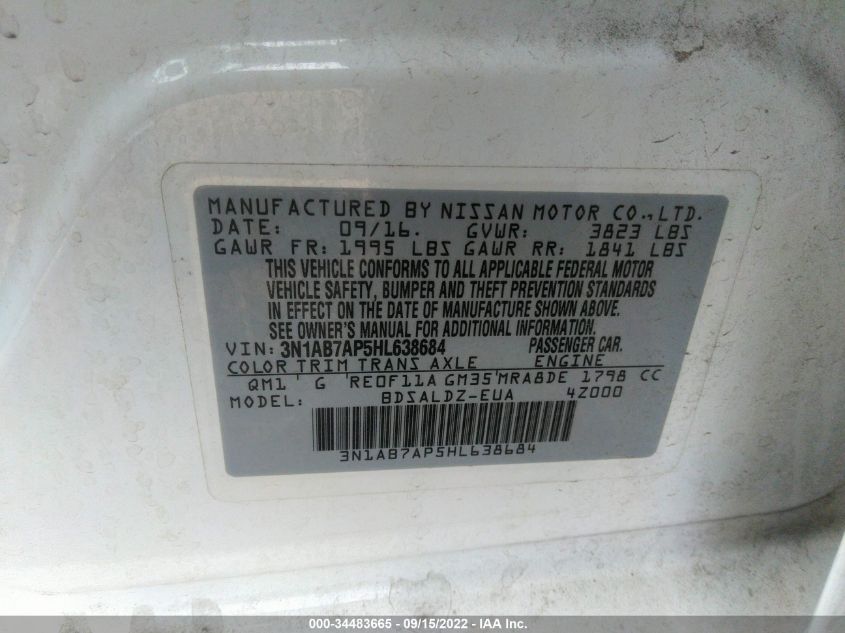 MANUFACTURED BY NISSAN MOTOR CO., LTD.
DATE: 09/16. GVWR: 3823 LBS
GAWR FR: 1995 LBS GAWR RR: 1841 LBS
THIS VEHICLE CONFORMS TO ALL APPLICABLE FEDERAL MOTOR
VEHICLE SAFETY, BUMPER AND THEFT PREVENTION STANDARDS
IN EFFECT ON THE DATE OF MANUFACTURE SHOWN ABOVE.
SEE OWNER'S MANUAL FOR ADDITIONAL INFORMATION.
VIN: 3N1AB7AP5HL638684 PASSENGER CAR.
COLOR TRIM TRANS AXLE ENGINE
QM1 G RE0F11A GM35 MRA8DE 1798 CC
MODEL: BDSALDZ-EUA 4Z000
3N1AB7AP5HL638684
000-34483665 - 09/15/2022 - IAA Inc.